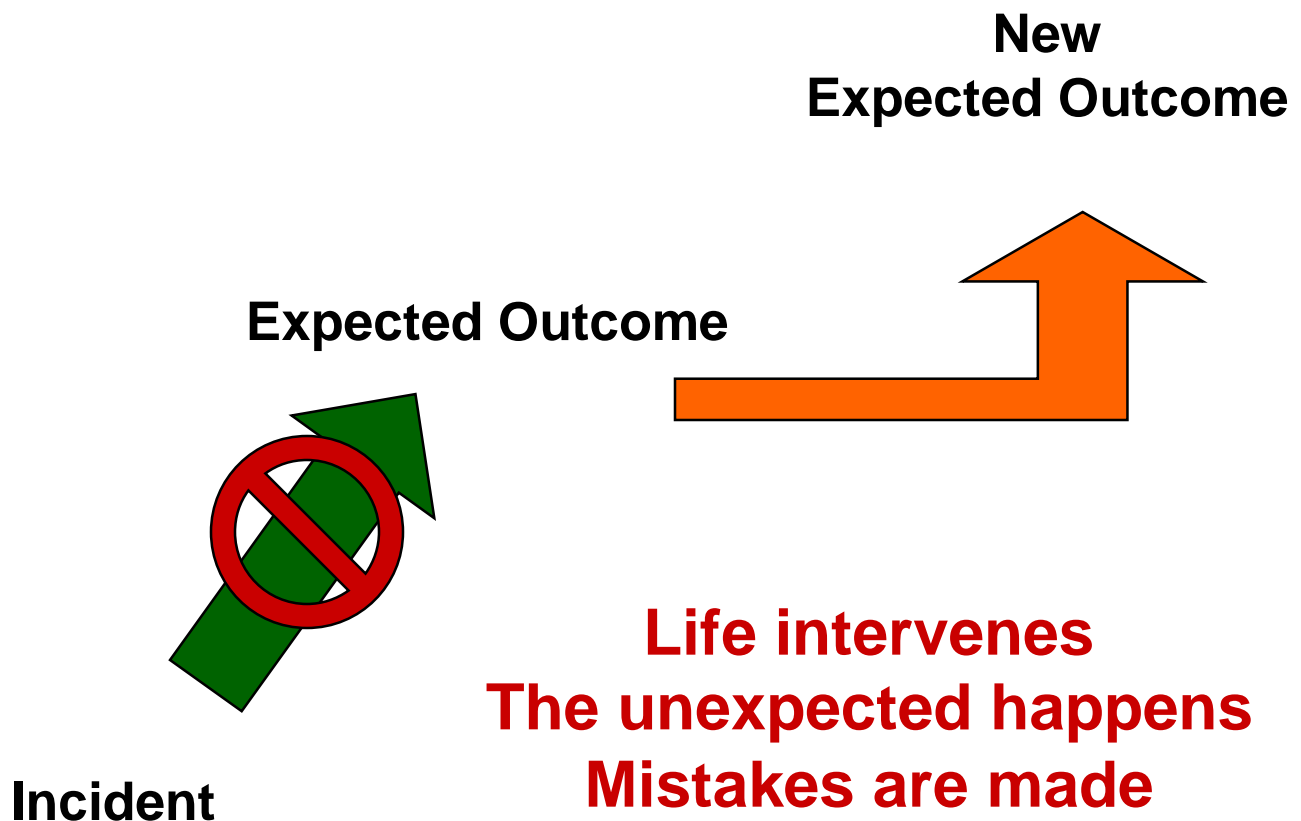 New
Expected Outcome
Expected Outcome
Life intervenes
The unexpected happens
Mistakes are made
Incident